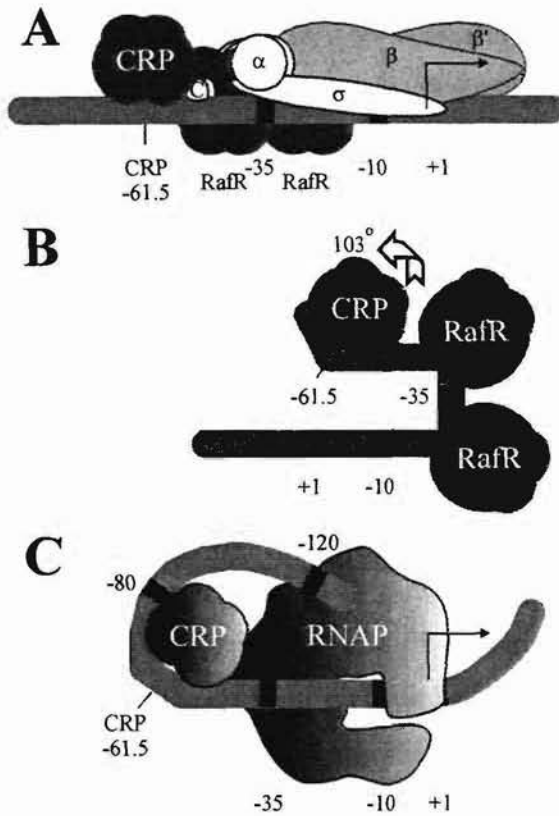 A
CRP
α
β
β'
C
σ
CRP
-61.5
RafR
-35
RafR
-10
+1
B
103°
CRP
RafR
-61.5
-35
RafR
+1
-10
C
-120
-80
CRP
RNAP
CRP
-61.5
-35
-10
+1